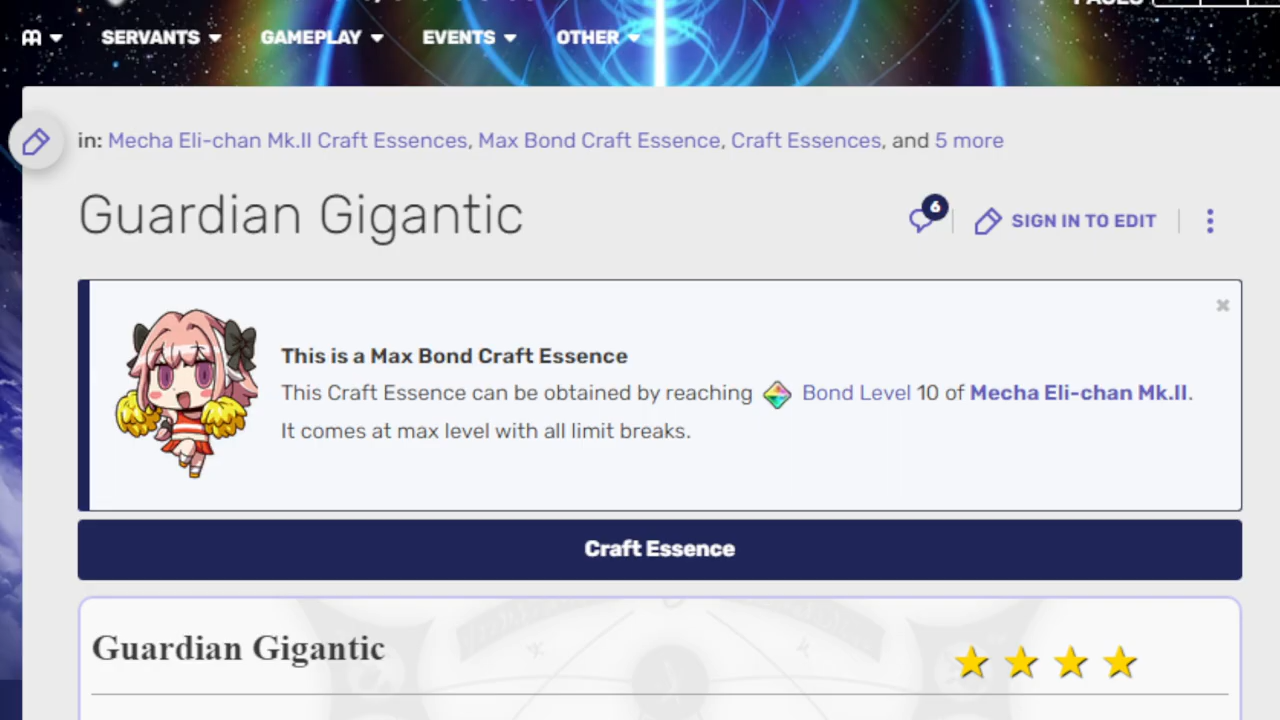 SERVANTS GAMEPLAY EVENTS OTHER
in: Mecha Eli-chan Mk.II Craft Essences, Max Bond Craft Essence, Craft Essences, and 5 more
Guardian Gigantic
6
SIGN IN TO EDIT
This is a Max Bond Craft Essence
This Craft Essence can be obtained by reaching Bond Level 10 of Mecha Eli-chan Mk.II.
It comes at max level with all limit breaks.
Craft Essence
Guardian Gigantic